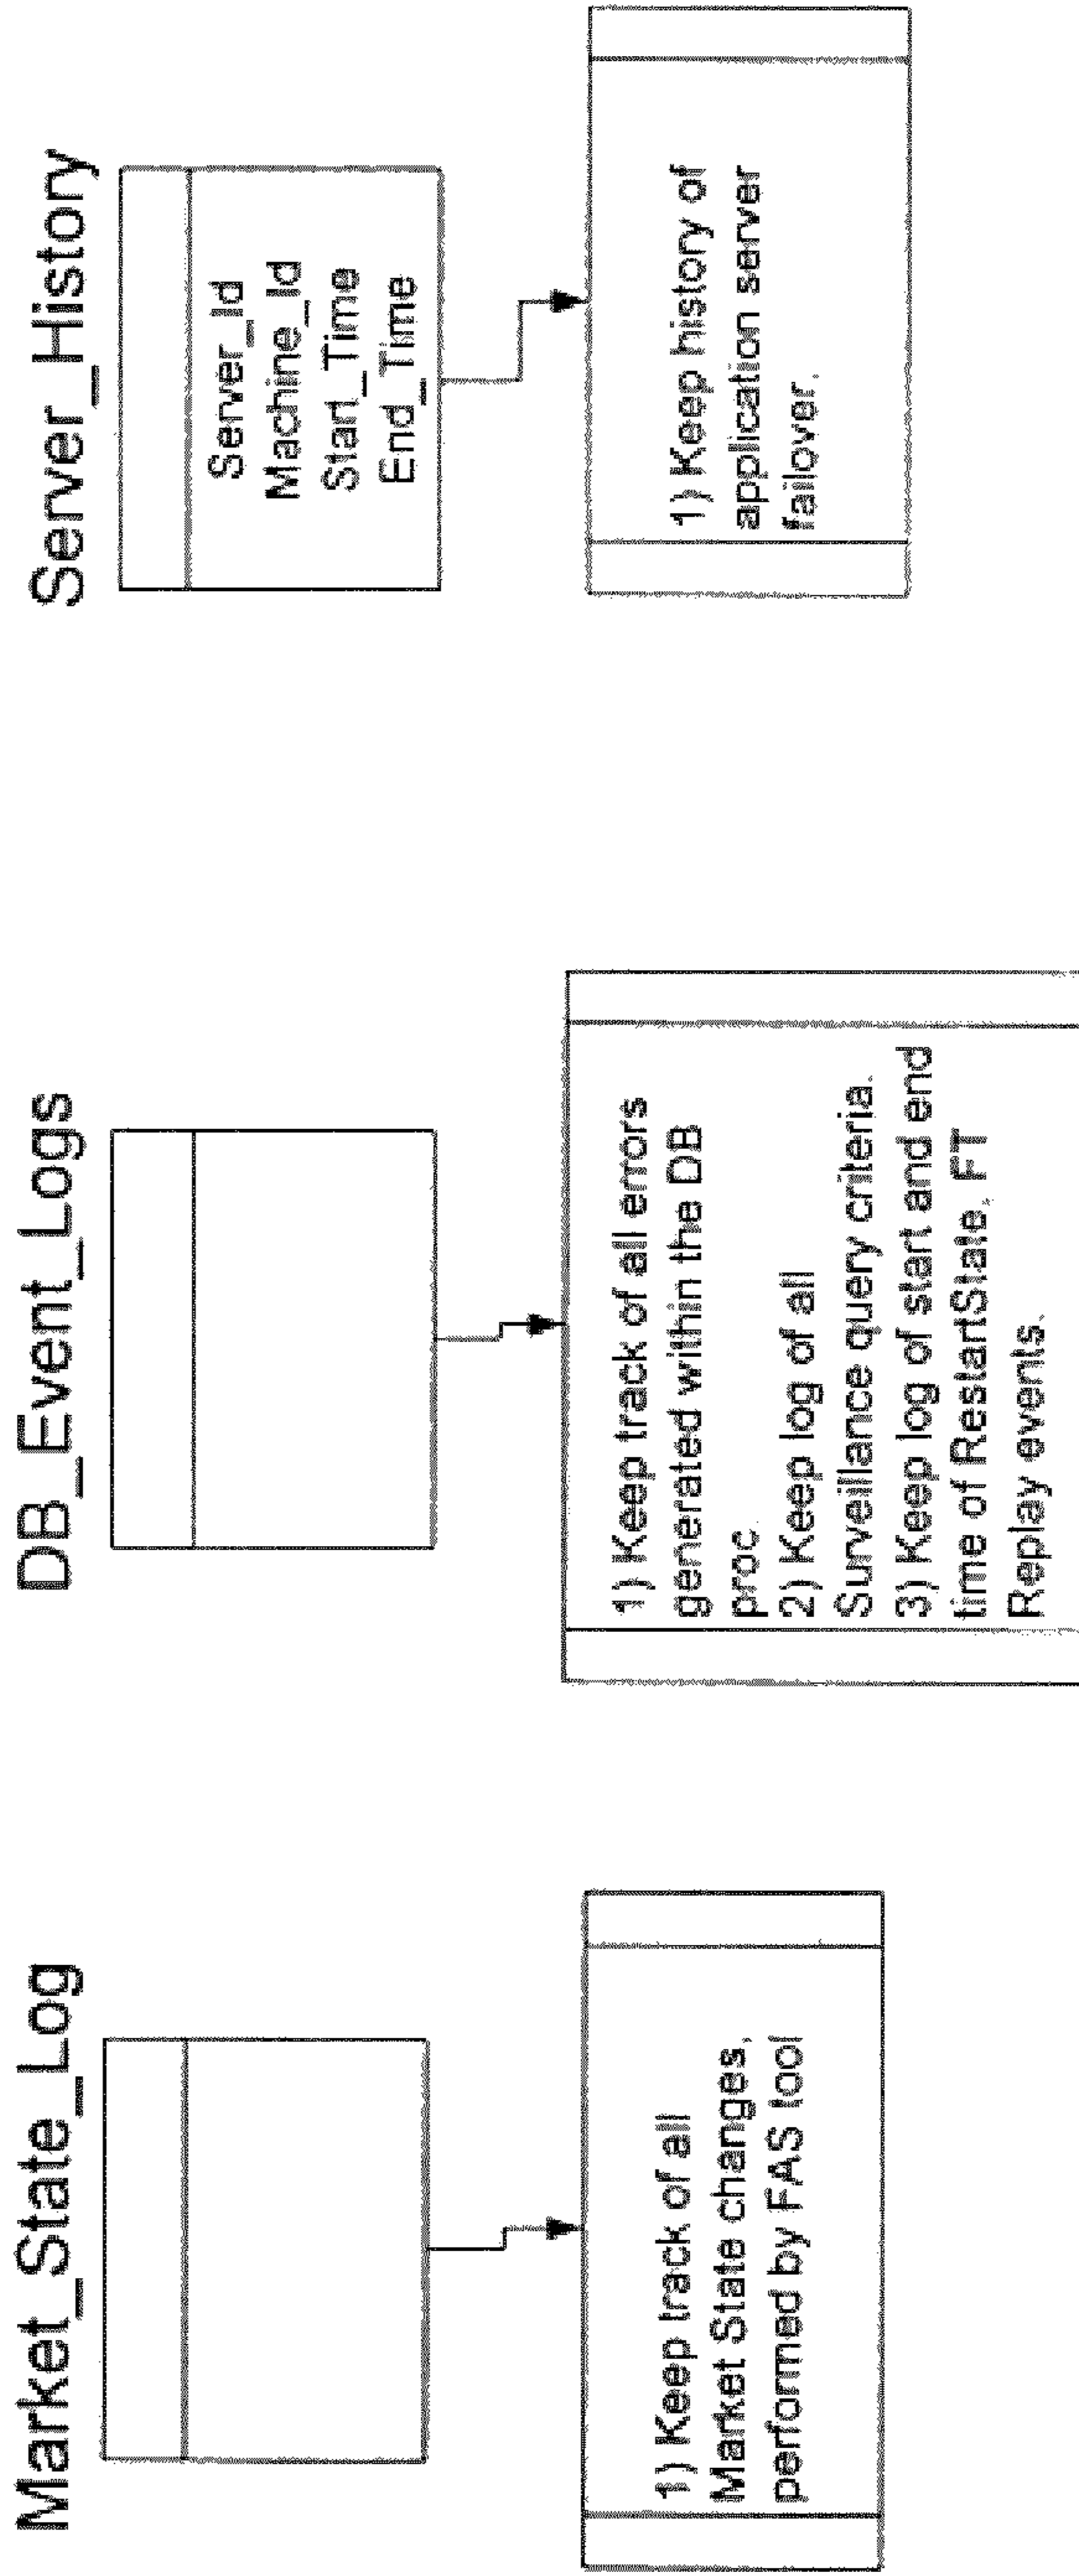 Market_State_Log
1) Keep track of all
Market State changes,
performed by FAS tool
DB_Event_Logs
1) Keep track of all errors
generated within the DB
proc
2) Keep log of all
Surveillance query criteria.
3) Keep log of start and end
time of RestartState, FT
Replay events.
Server_History
Server_Id
Machine_Id
Start_Time
End_Time
1) Keep history of
application server
failover.